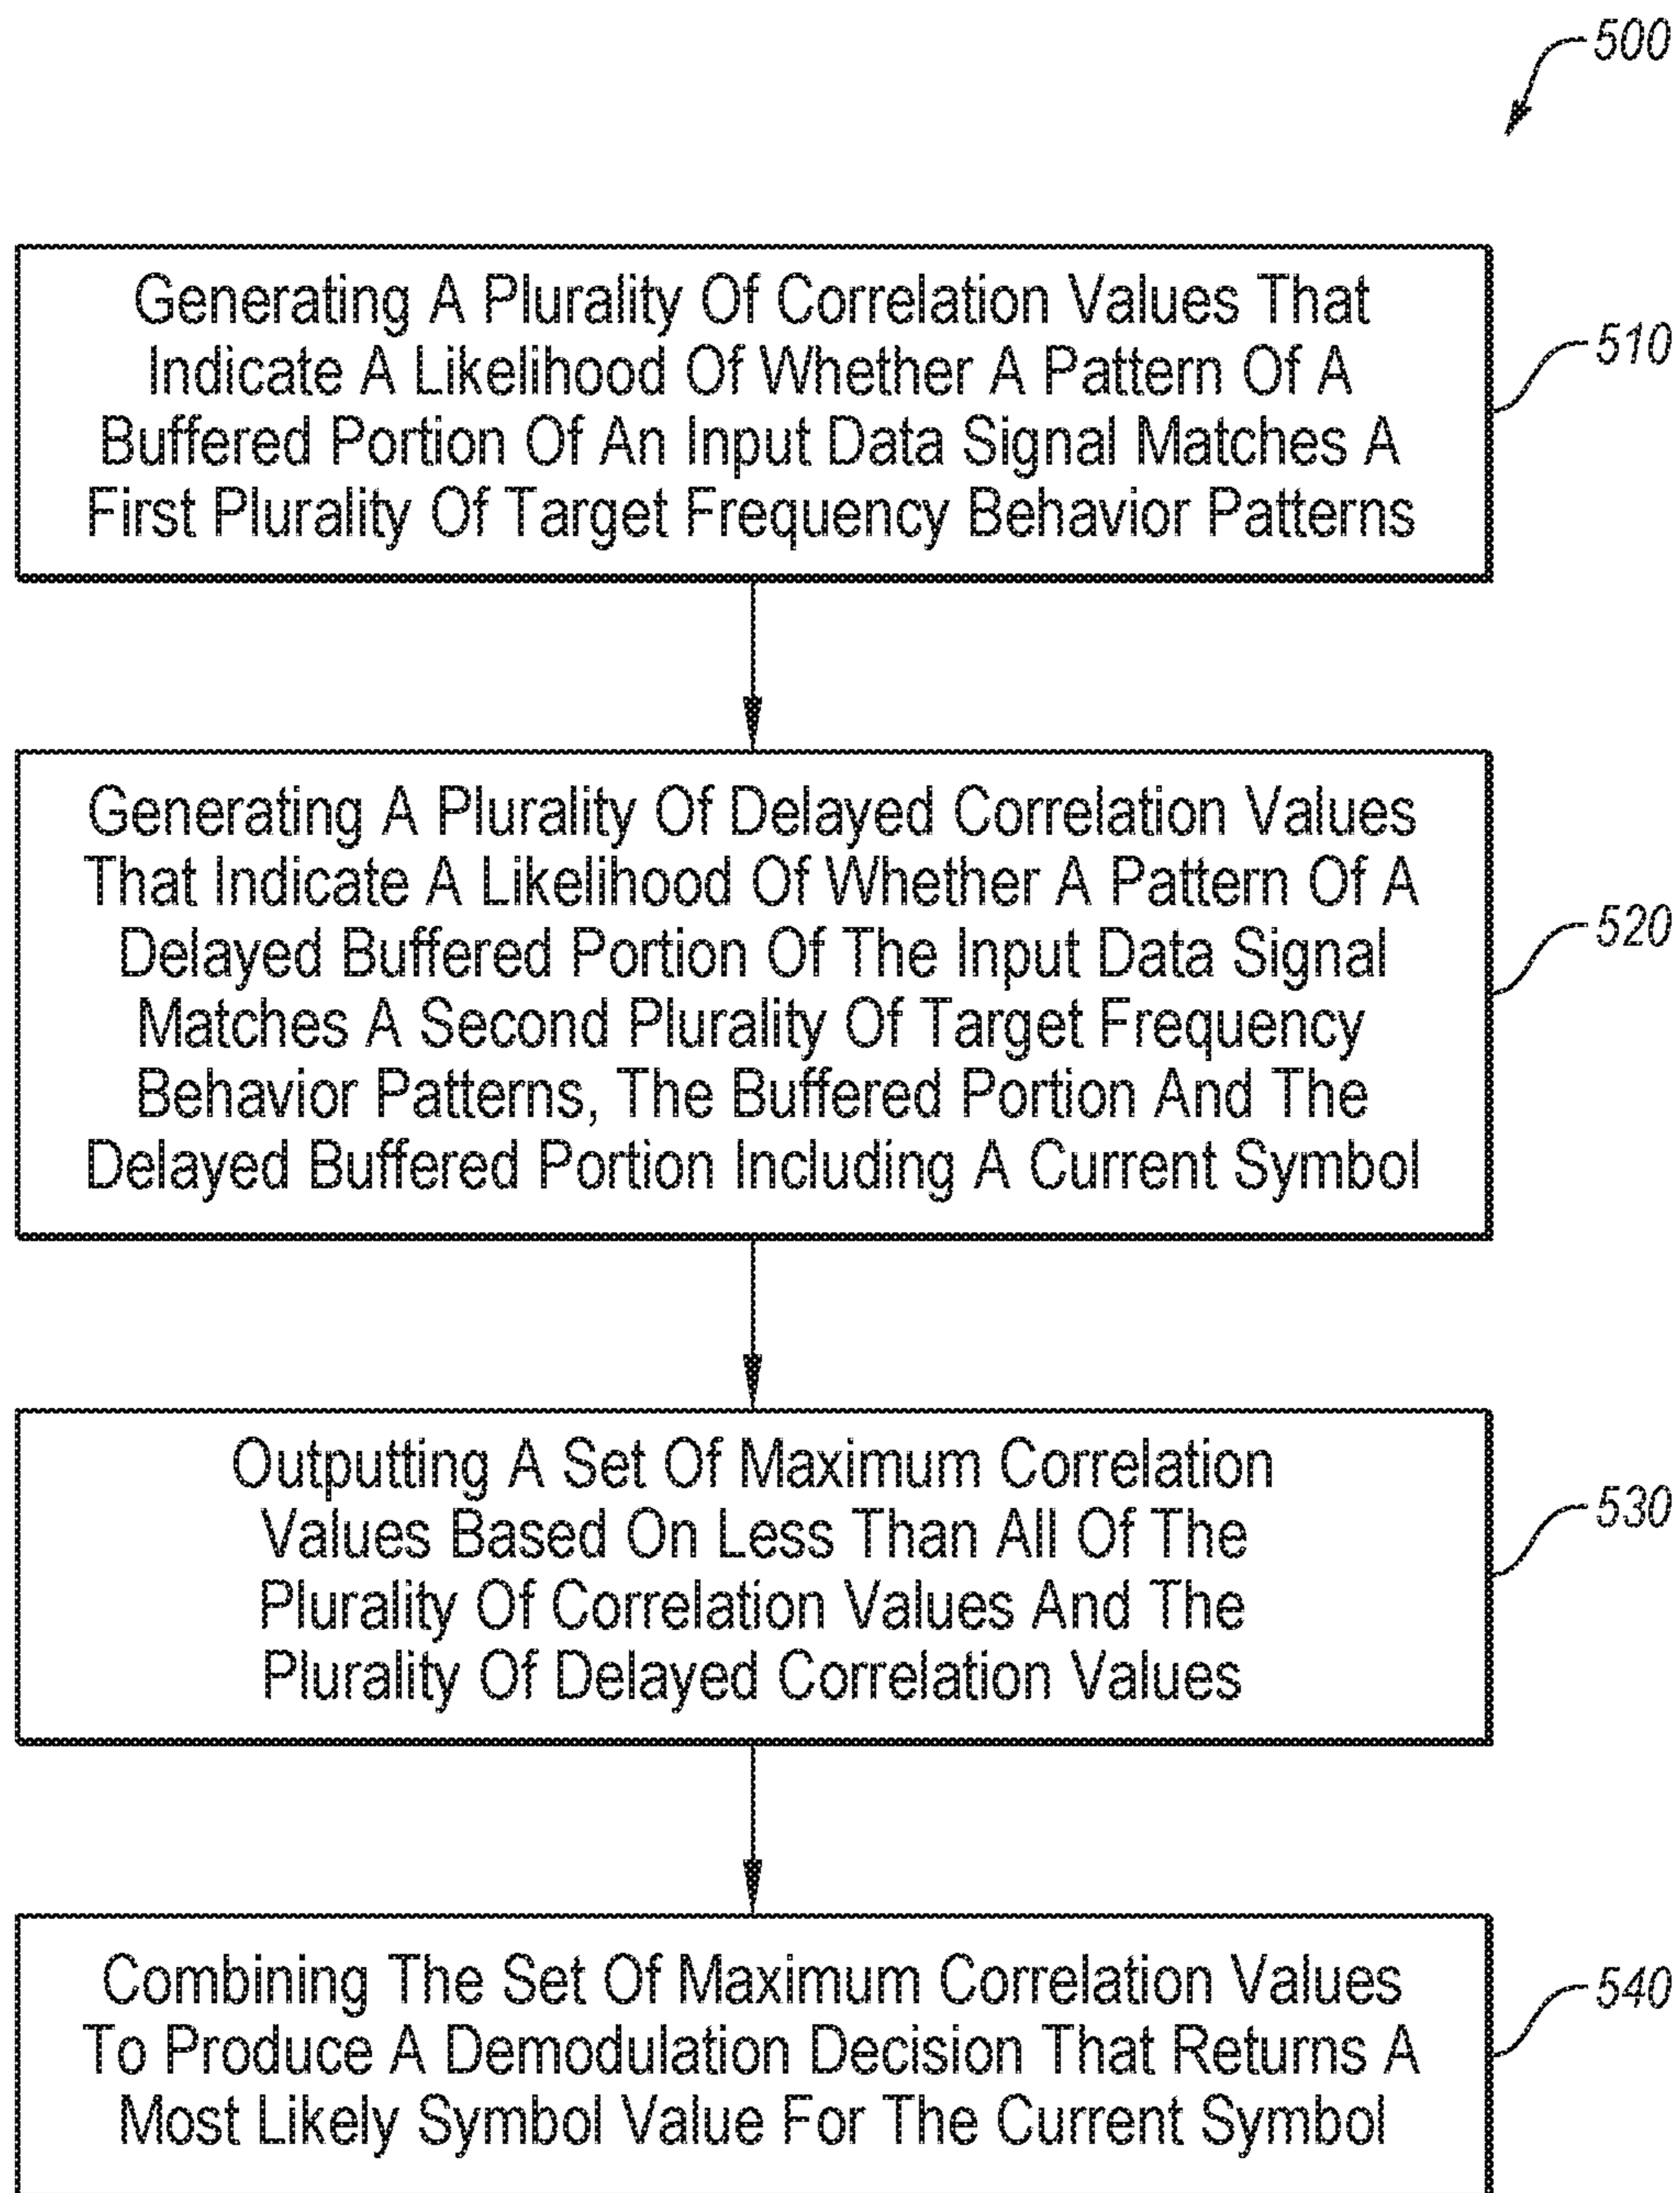 500
Generating A Plurality Of Correlation Values That
Indicate A Likelihood Of Whether A Pattern Of A
Buffered Portion Of An Input Data Signal Matches A
First Plurality Of Target Frequency Behavior Patterns
510
Generating A Plurality Of Delayed Correlation Values
That Indicate A Likelihood Of Whether A Pattern Of A
Delayed Buffered Portion Of The Input Data Signal
Matches A Second Plurality Of Target Frequency
Behavior Patterns, The Buffered Portion And The
Delayed Buffered Portion Including A Current Symbol
520
Outputting A Set Of Maximum Correlation
Values Based On Less Than All Of The
Plurality Of Correlation Values And The
Plurality Of Delayed Correlation Values
530
Combining The Set Of Maximum Correlation Values
To Produce A Demodulation Decision That Returns A
Most Likely Symbol Value For The Current Symbol
540